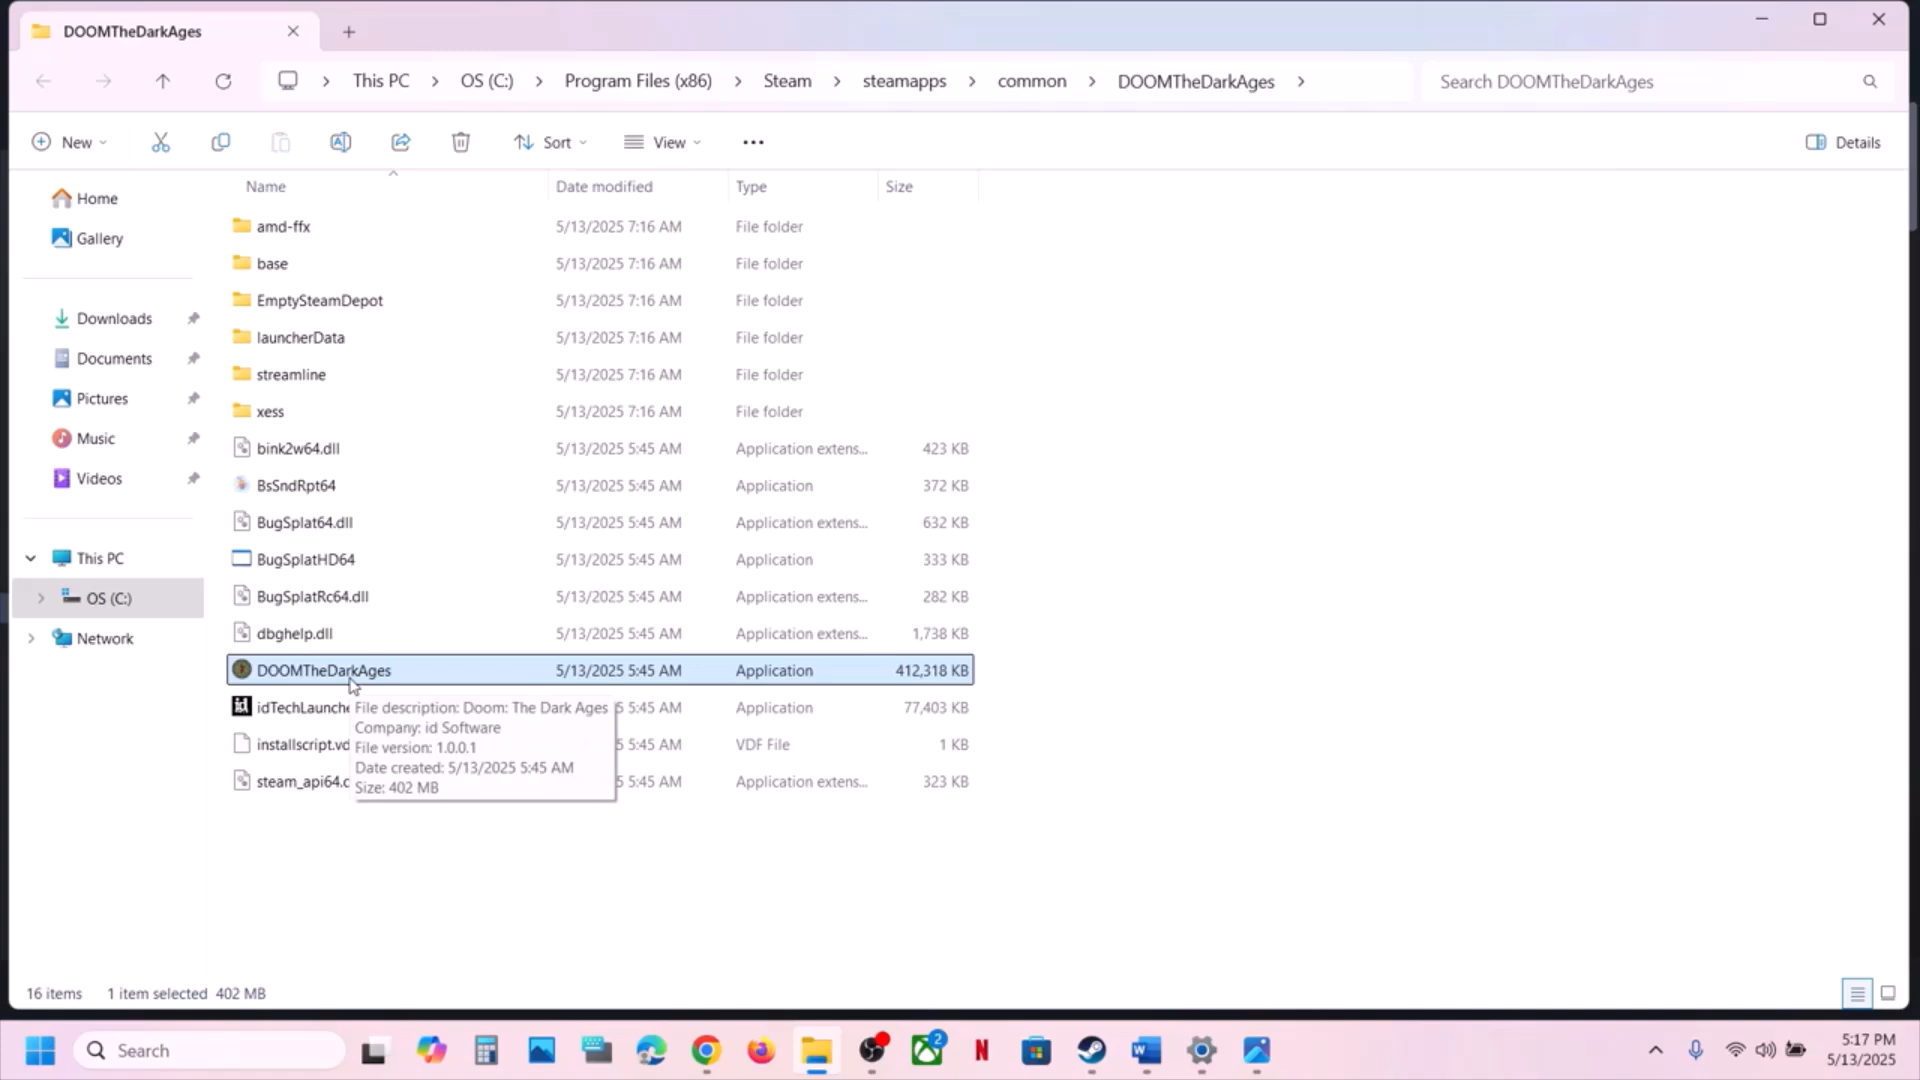 DOOMTheDarkAges
This PC
OS (C:)
Program Files (x86)
Steam
steamapps
common
DOOMTheDarkAges
Search DOOMTheDarkAges
New
Sort
View
Details
Name
Date modified
Type
Size
Home
Gallery
Downloads
Documents
Pictures
Music
Videos
This PC
OS (C:)
Network
amd-ffx 5/13/2025 7:16 AM File folder
base 5/13/2025 7:16 AM File folder
EmptySteamDepot 5/13/2025 7:16 AM File folder
launcherData 5/13/2025 7:16 AM File folder
streamline 5/13/2025 7:16 AM File folder
xess 5/13/2025 7:16 AM File folder
bink2w64.dll 5/13/2025 5:45 AM Application extens... 423 KB
BsSndRpt64 5/13/2025 5:45 AM Application 372 KB
BugSplat64.dll 5/13/2025 5:45 AM Application extens... 632 KB
BugSplatHD64 5/13/2025 5:45 AM Application 333 KB
BugSplatRc64.dll 5/13/2025 5:45 AM Application extens... 282 KB
dbghelp.dll 5/13/2025 5:45 AM Application extens... 1,738 KB
DOOMTheDarkAges 5/13/2025 5:45 AM Application 412,318 KB
idTechLaunche 5 5:45 AM Application 77,403 KB
installscript.vd 5 5:45 AM VDF File 1 KB
steam_api64.c 5 5:45 AM Application extens... 323 KB
File description: Doom: The Dark Ages
Company: id Software
File version: 1.0.0.1
Date created: 5/13/2025 5:45 AM
Size: 402 MB
16 items 1 item selected 402 MB
Search
2
5:17 PM
5/13/2025